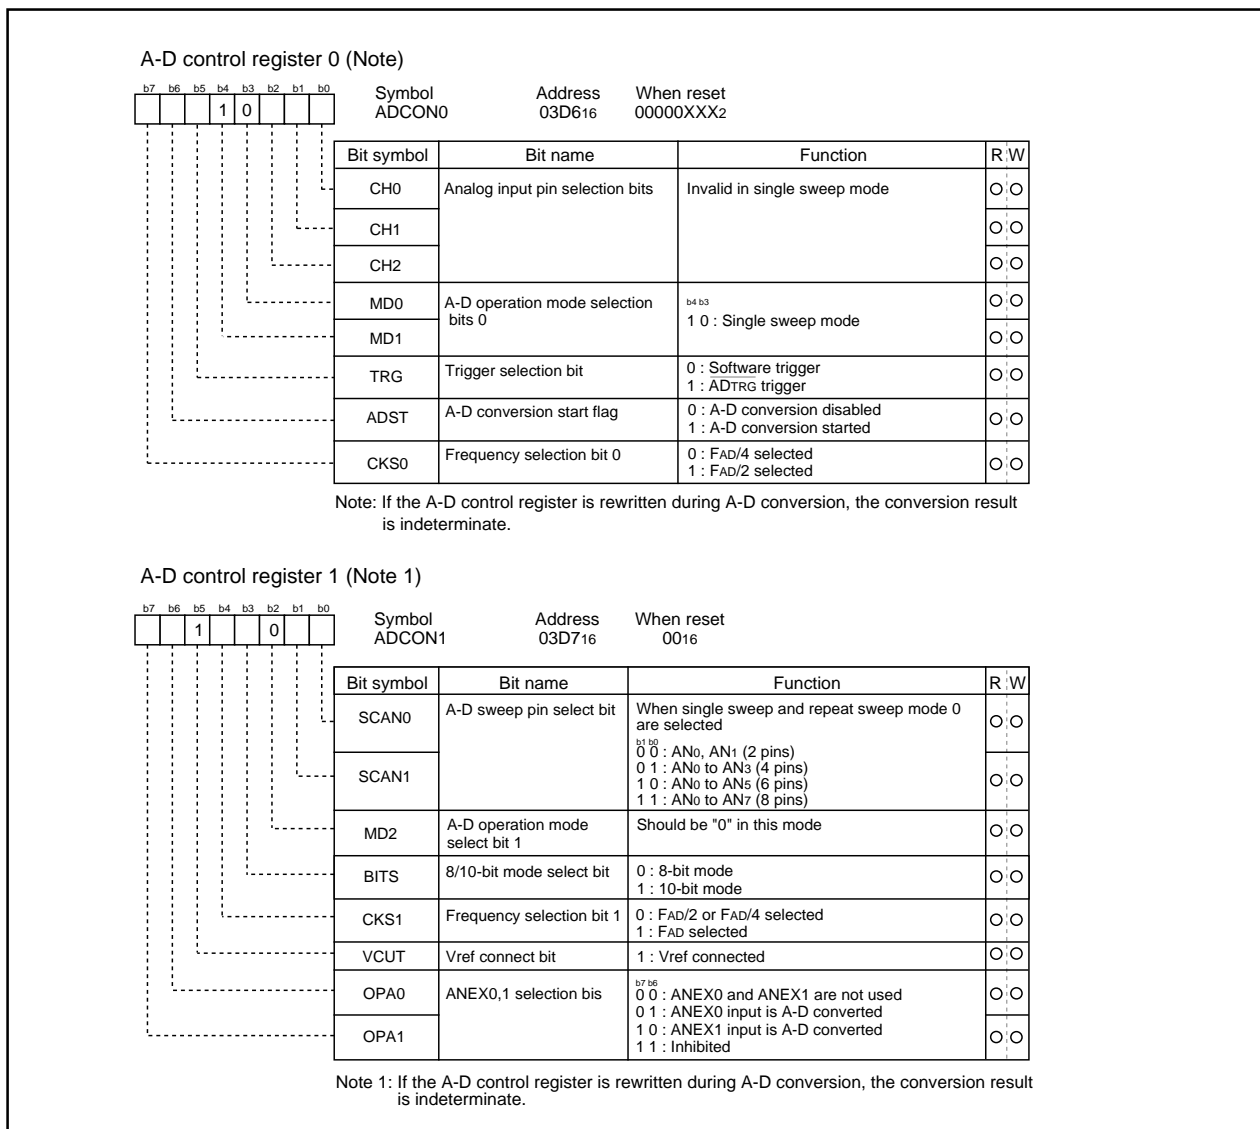 A-D control register 0 (Note)
b7 b6 b5 b4 b3 b2 b1 b0
1 0
Symbol Address When reset
ADCON0 03D616 00000XXX2
Bit symbol Bit name Function R W
CH0 Analog input pin selection bits Invalid in single sweep mode
CH1
CH2
MD0 A-D operation mode selection
bits 0
b4 b3
1 0 : Single sweep mode
MD1
TRG Trigger selection bit 0 : Software trigger
1 : ADTRG trigger
ADST A-D conversion start flag 0 : A-D conversion disabled
1 : A-D conversion started
CKS0 Frequency selection bit 0 0 : FAD/4 selected
1 : FAD/2 selected
Note: If the A-D control register is rewritten during A-D conversion, the conversion result
is indeterminate.
A-D control register 1 (Note 1)
b7 b6 b5 b4 b3 b2 b1 b0
1 0
Symbol Address When reset
ADCON1 03D716 0016
Bit symbol Bit name Function R W
SCAN0 A-D sweep pin select bit When single sweep and repeat sweep mode 0
are selected
b1 b0
0 0 : AN0, AN1 (2 pins)
0 1 : AN0 to AN3 (4 pins)
SCAN1
1 0 : AN0 to AN5 (6 pins)
1 1 : AN0 to AN7 (8 pins)
MD2 A-D operation mode
select bit 1
Should be "0" in this mode
BITS 8/10-bit mode select bit 0 : 8-bit mode
1 : 10-bit mode
CKS1 Frequency selection bit 1 0 : FAD/2 or FAD/4 selected
1 : FAD selected
VCUT Vref connect bit 1 : Vref connected
OPA0 ANEX0,1 selection bis
b7 b6
0 0 : ANEX0 and ANEX1 are not used
0 1 : ANEX0 input is A-D converted
OPA1
1 0 : ANEX1 input is A-D converted
1 1 : Inhibited
Note 1: If the A-D control register is rewritten during A-D conversion, the conversion result
is indeterminate.